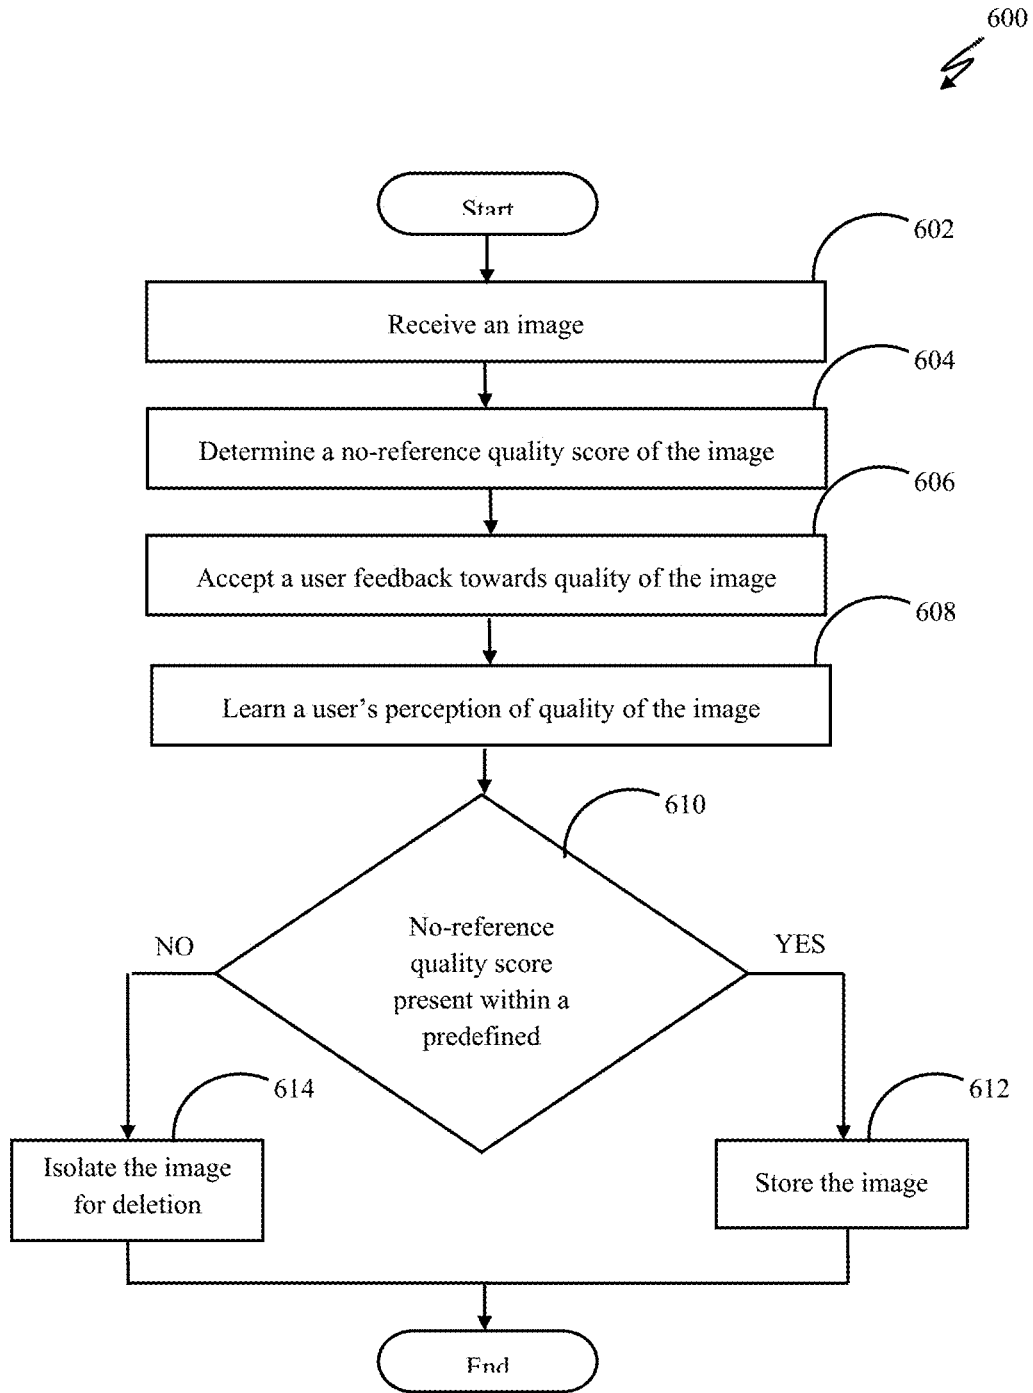 600
Start
602
Receive an image
604
Determine a no-reference quality score of the image
606
Accept a user feedback towards quality of the image
608
Learn a user's perception of quality of the image
610
No-reference
quality score
present within a
predefined
NO
YES
614
Isolate the image
for deletion
612
Store the image
End